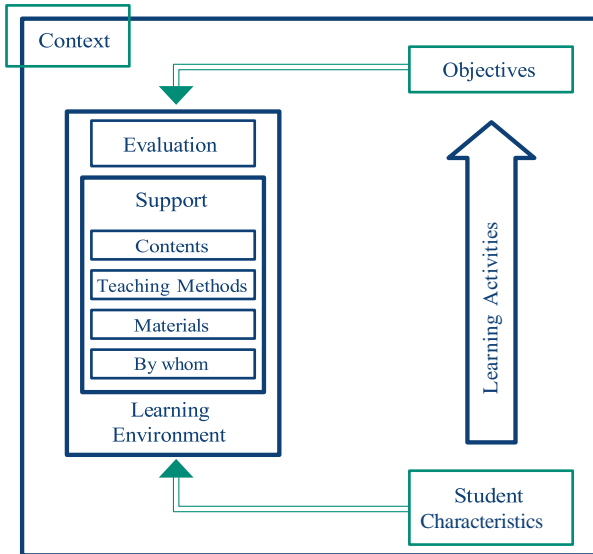 Context
Objectives
Evaluation
Support
Contents
Teaching Methods
Materials
By whom
Learning
Environment
Learning Activities
Student
Characteristics